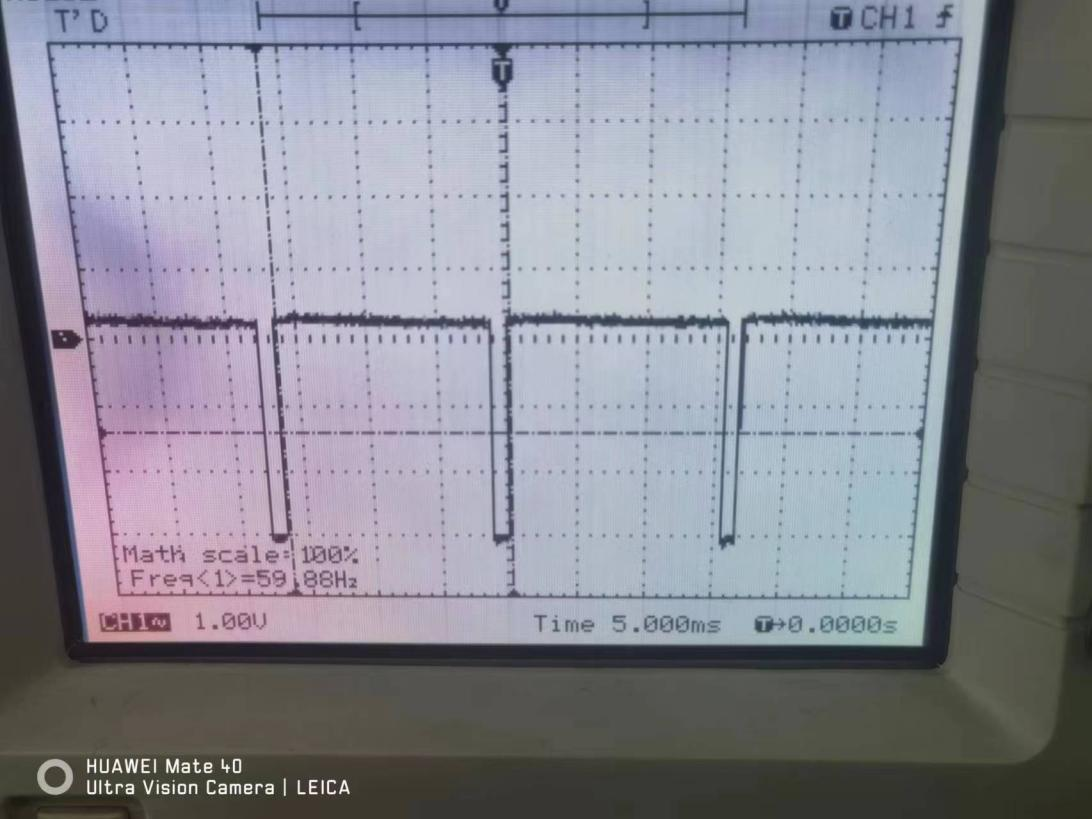 T'D
T CH1
T
Math scale: 100%
Freq<1>=59.88Hz
CH1~ 1.00V Time 5.000ms T→0.0000s
HUAWEI Mate 40
Ultra Vision Camera | LEICA